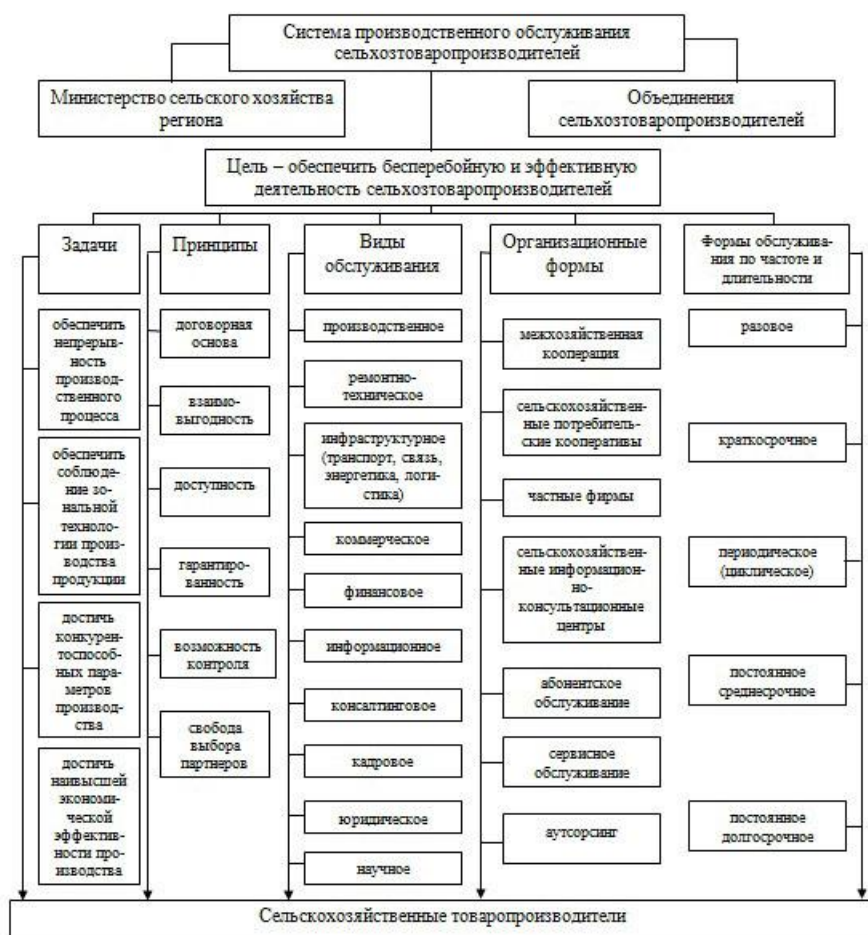 Система производственного обслуживания
сельхозтоваропроизводителей
Министерство сельского хозяйства
региона
Объединения
сельхозтоваропроизводителей
Цель – обеспечить бесперебойную и эффективную
деятельность сельхозтоваропроизводителей
Задачи
обеспечить
непрерыв-
ность
производ-
ственного
процесса
обеспечить
соблюде-
ние зо-
нальной
техноло-
гии произ-
водства
продукции
достичь
конкурен-
тоспособ-
ных пара-
метров
производ-
ства
достичь
наивысшей
экономи-
ческой
эффектив-
ности про-
изводства
Принципы
договорная
основа
взаимо-
выгодность
доступность
гарантиро-
ванность
возможность
контроля
свобода
выбора
партнеров
Виды
обслуживания
производственное
ремонтно-
техническое
инфраструктурное
(транспорт, связь,
энергетика, логи-
стика)
коммерческое
финансовое
информационное
консалтинговое
кадровое
юридическое
научное
Организационные
формы
межхозяйственная
кооперация
сельскохозяйствен-
ные потребитель-
ские кооперативы
частные фирмы
сельскохозяйствен-
ные информацион-
но-
консультационные
центры
абонентское
обслуживание
сервисное
обслуживание
аутсорсинг
Формы обслужива-
ния по частоте и
длительности
разовое
краткосрочное
периодическое
(циклическое)
постоянное
среднесрочное
постоянное
долгосрочное
Сельскохозяйственные товаропроизводители